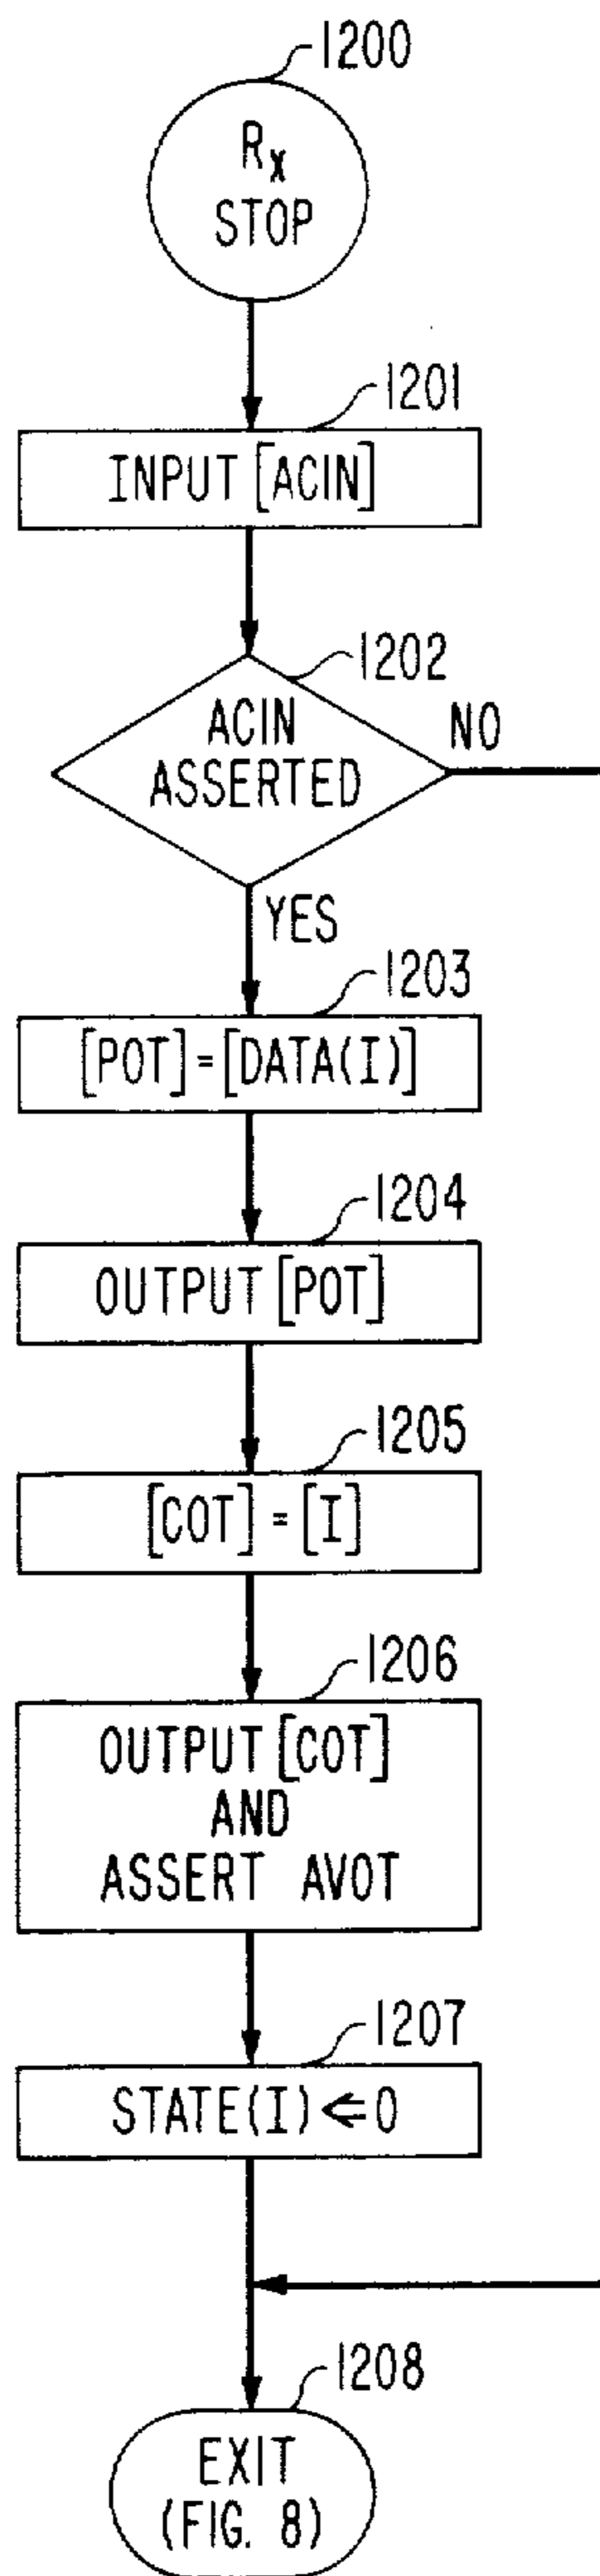 1200
Rx
STOP
1201
INPUT [ACIN]
1202
ACIN
ASSERTED
NO
YES
1203
[POT] = [DATA(I)]
1204
OUTPUT [POT]
1205
[COT] = [I]
1206
OUTPUT [COT]
AND
ASSERT AVOT
1207
STATE(I) ⇐ 0
1208
EXIT
(FIG. 8)